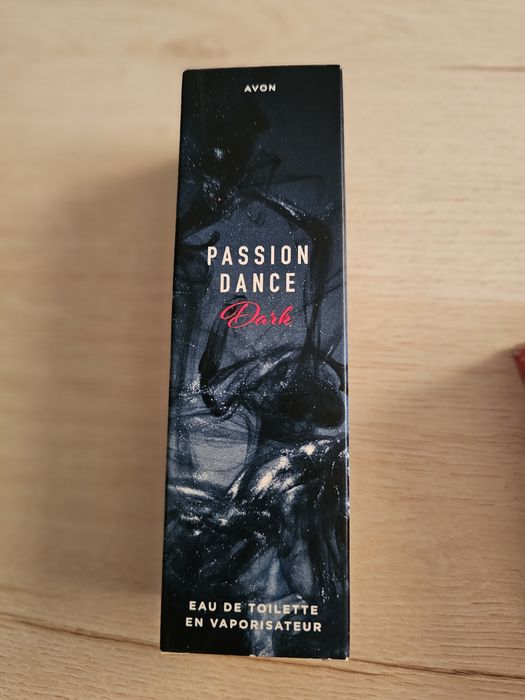 AVON
PASSION
DANCE
Dark
EAU DE TOILETTE
EN VAPORISATEUR